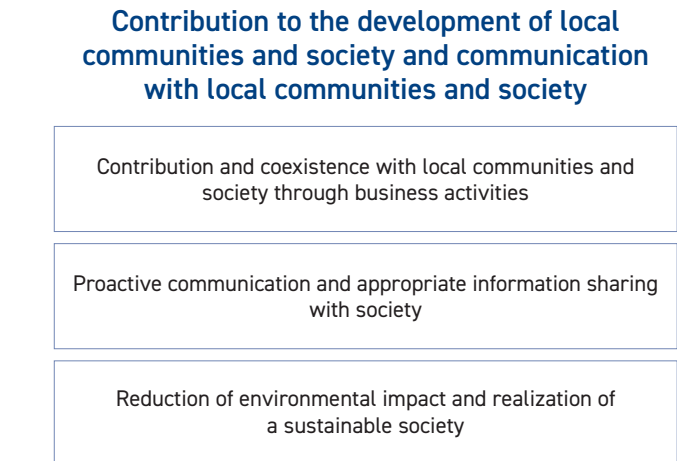 Contribution to the development of local
communities and society and communication
with local communities and society
Contribution and coexistence with local communities and
society through business activities
Proactive communication and appropriate information sharing
with society
Reduction of environmental impact and realization of
a sustainable society